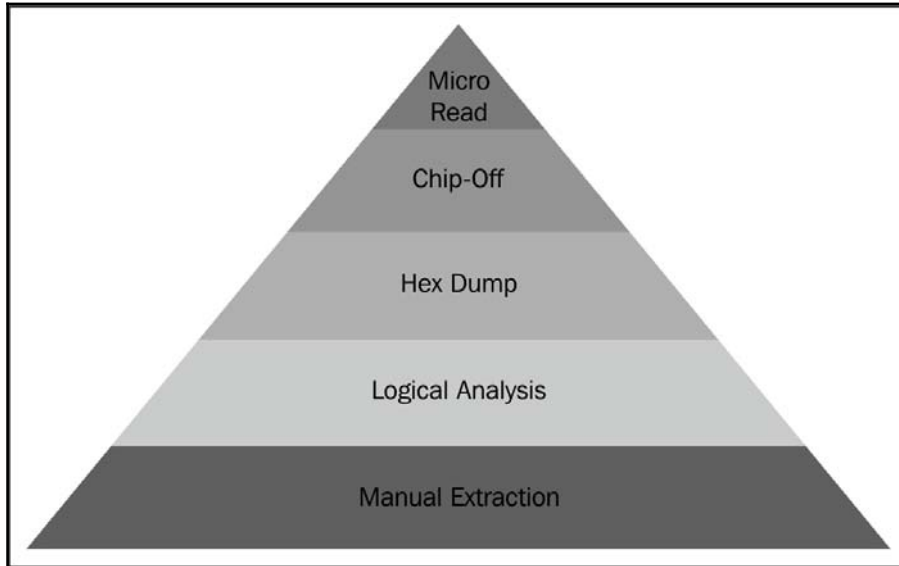 Micro
Read
Chip-Off
Hex Dump
Logical Analysis
Manual Extraction